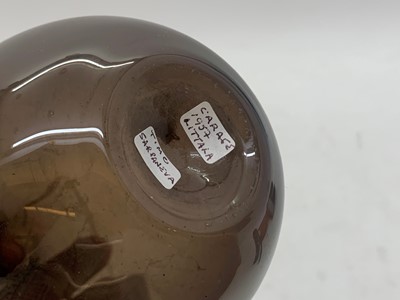 CARAFE
1957
IITTALA
TIMO
SARPANEVA